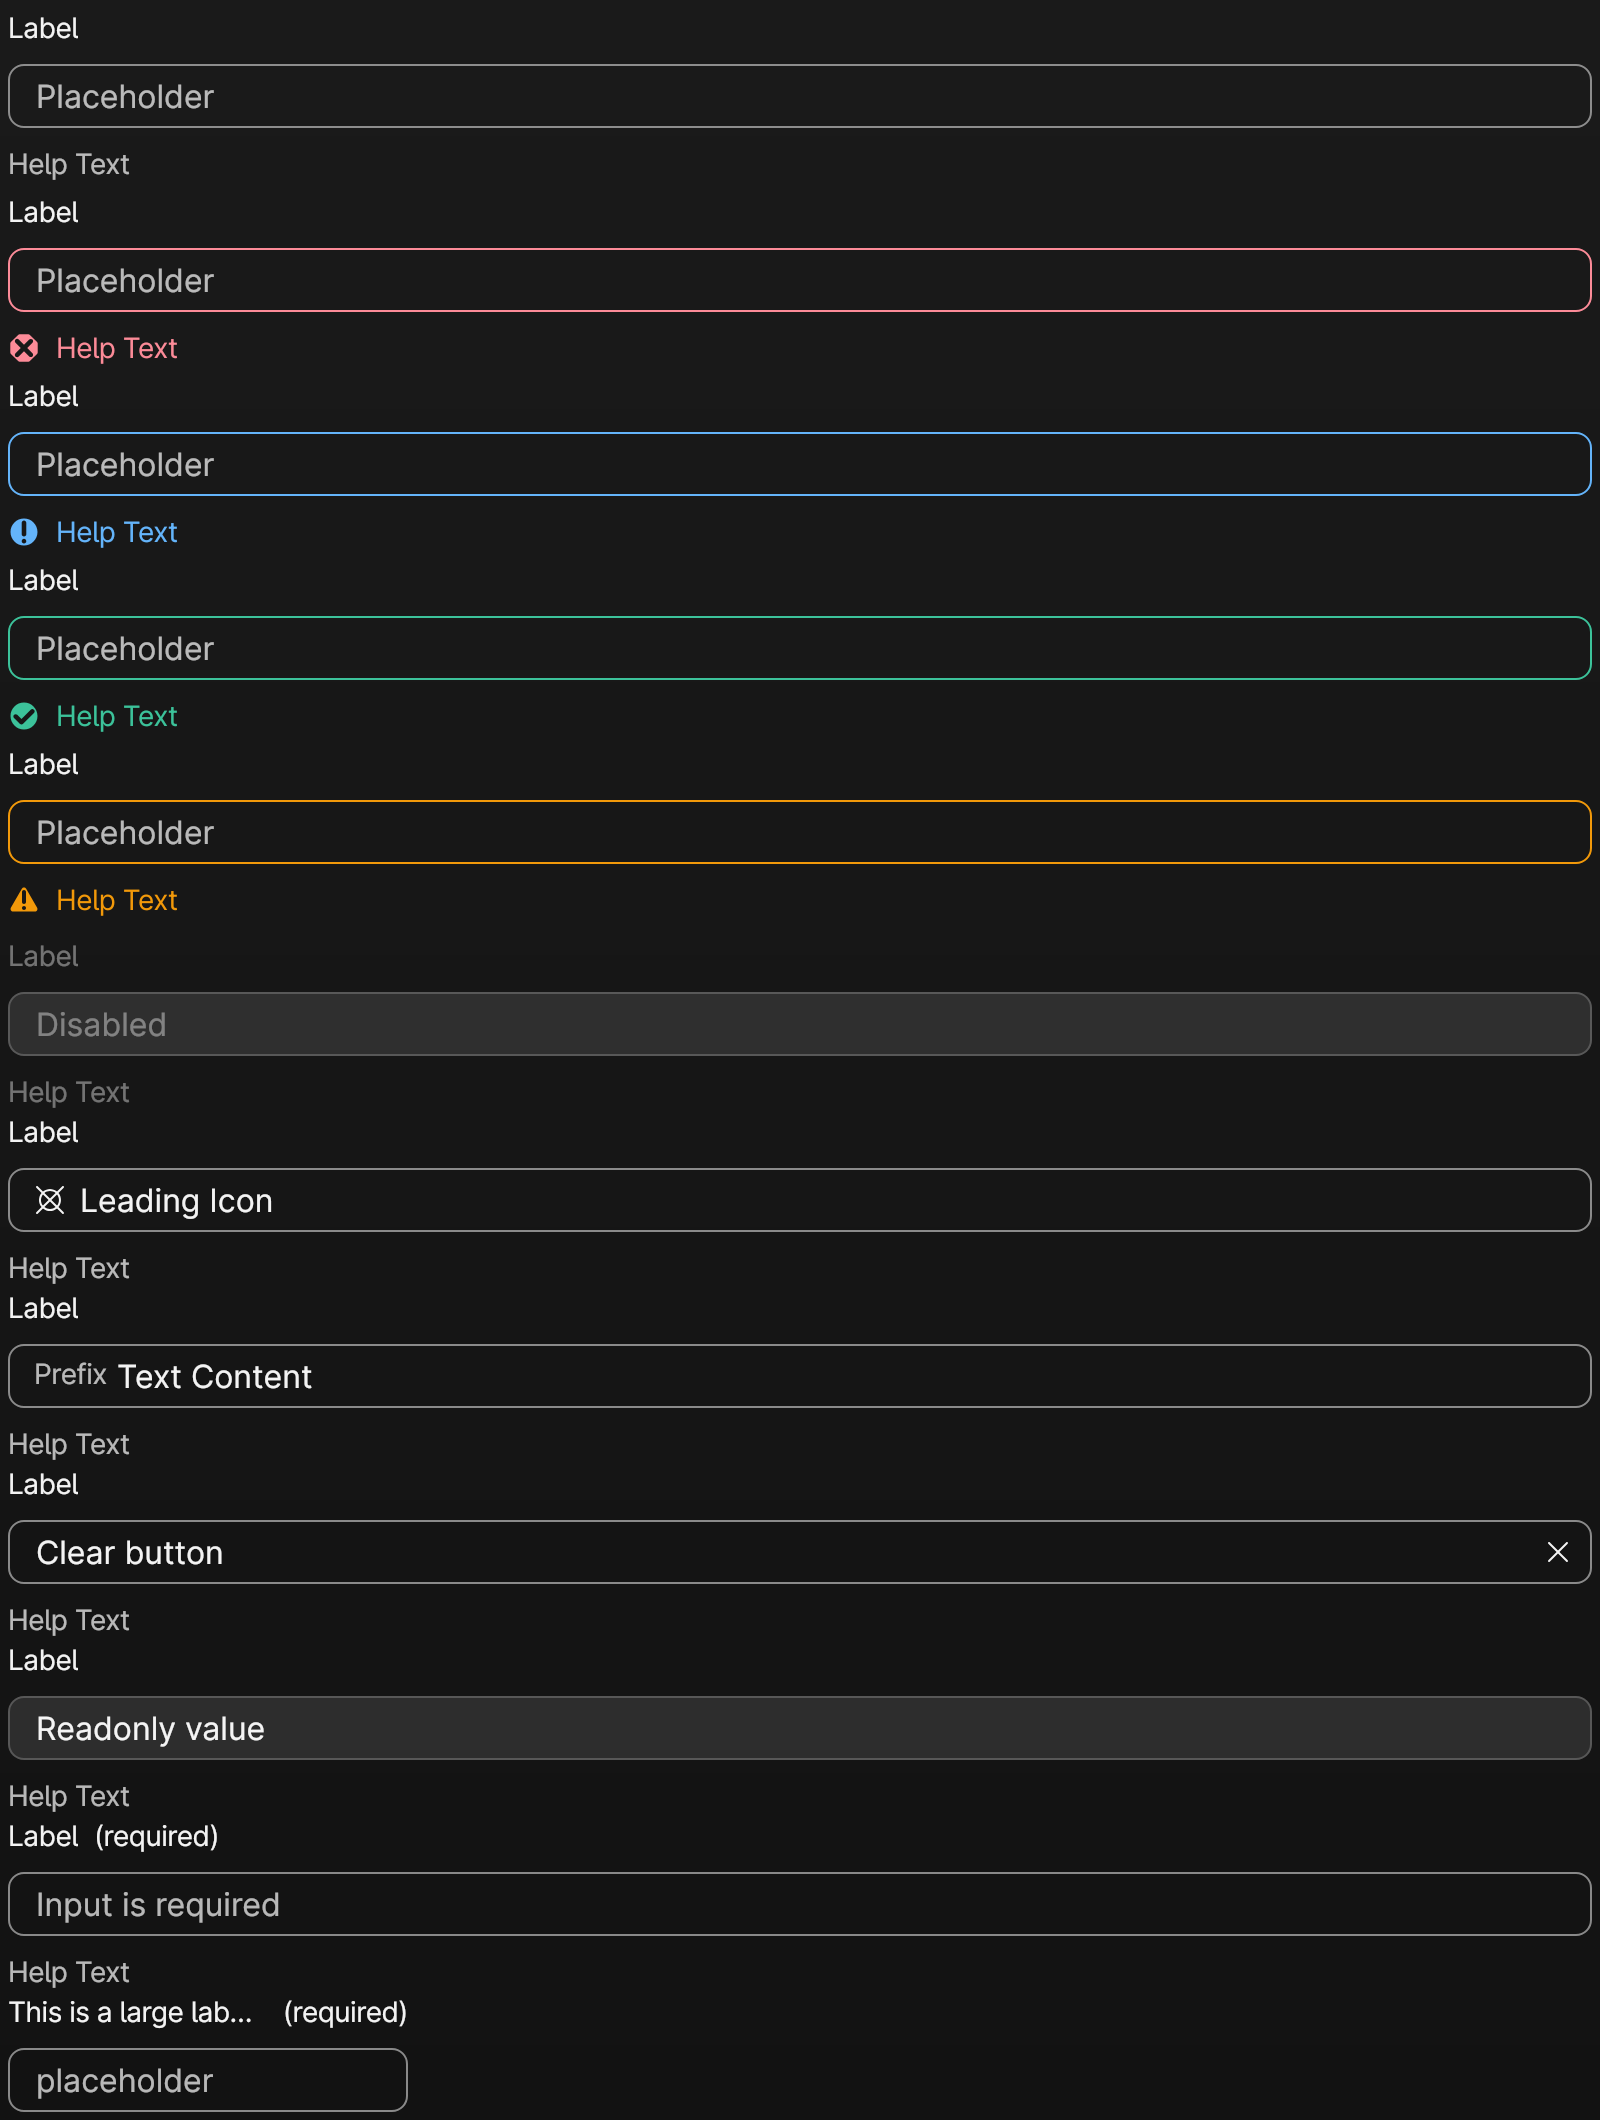 Label
Placeholder
Help Text
Label
Placeholder
Help Text
Label
Placeholder
Help Text
Label
Placeholder
Help Text
Label
Placeholder
Help Text
Label
Disabled
Help Text
Label
Leading Icon
Help Text
Label
Prefix Text Content
Help Text
Label
Clear button
Help Text
Label
Readonly value
Help Text
Label (required)
Input is required
Help Text
This is a large lab... (required)
placeholder